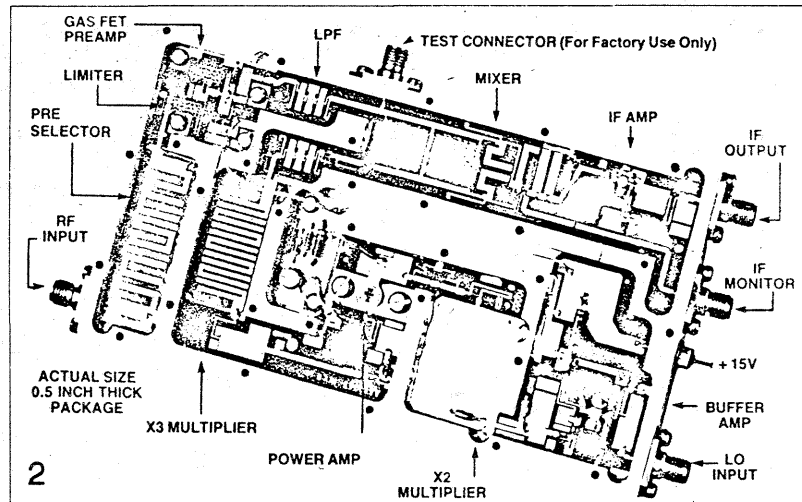 GAS FET
PREAMP
LPF
TEST CONNECTOR (For Factory Use Only)
LIMITER
MIXER
PRE
SELECTOR
IF AMP
IF
OUTPUT
RF
INPUT
IF
MONITOR
ACTUAL SIZE
0.5 INCH THICK
PACKAGE
+15V
X3 MULTIPLIER
BUFFER
AMP
POWER AMP
X2
MULTIPLIER
LO
INPUT
2